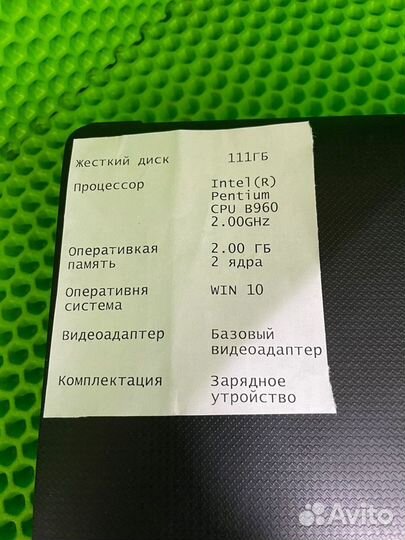 Жесткий диск 111ГБ
Процессор Intel(R)
Pentium
CPU B960
2.00GHz
Оперативкая 2.00 ГБ
память 2 ядра
Оперативня WIN 10
система
Видеоадаптер Базовый
видеоадаптер
Комплектация Зарядное
утройство
Avito